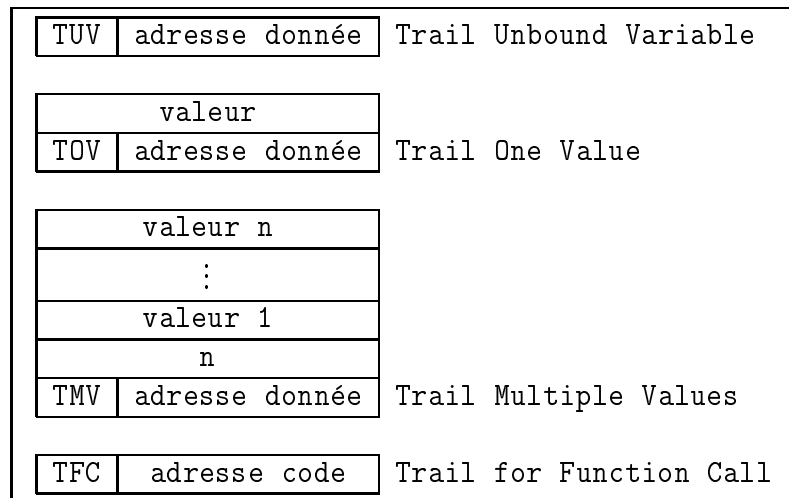 TUV adresse donnée Trail Unbound Variable
valeur
TOV adresse donnée Trail One Value
valeur n
⋮
valeur 1
n
TMV adresse donnée Trail Multiple Values
TFC adresse code Trail for Function Call